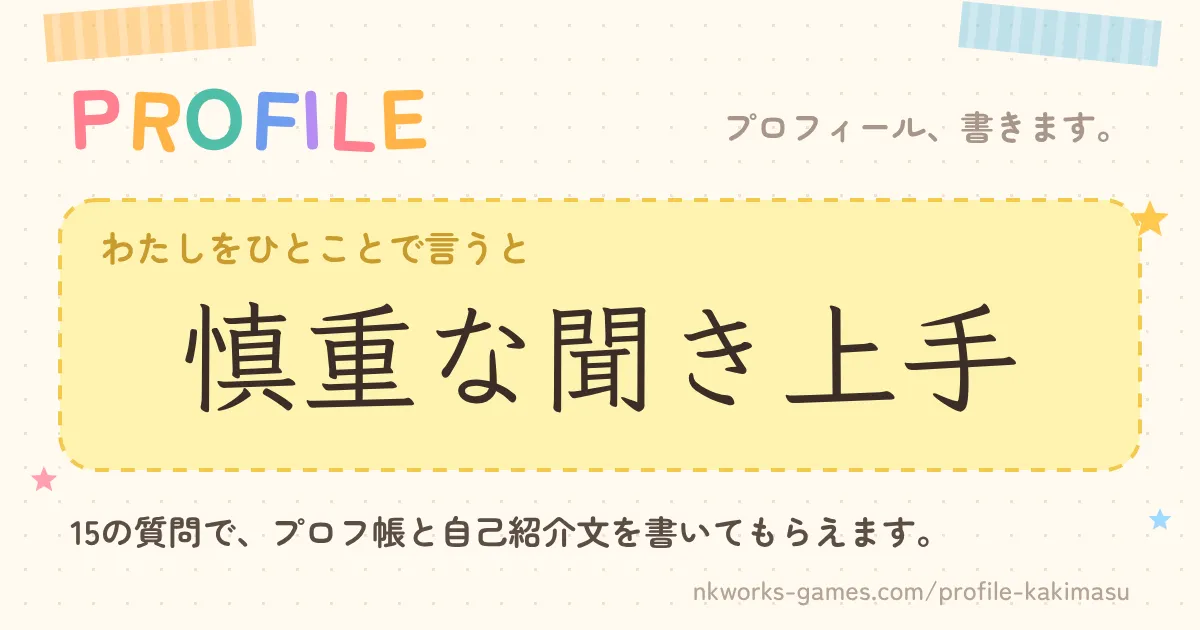 PROFILE
プロフィール、書きます。
わたしをひとことで言うと
慎重な聞き上手
15の質問で、プロフ帳と自己紹介文を書いてもらえます。
nkworks-games.com/profile-kakimasu